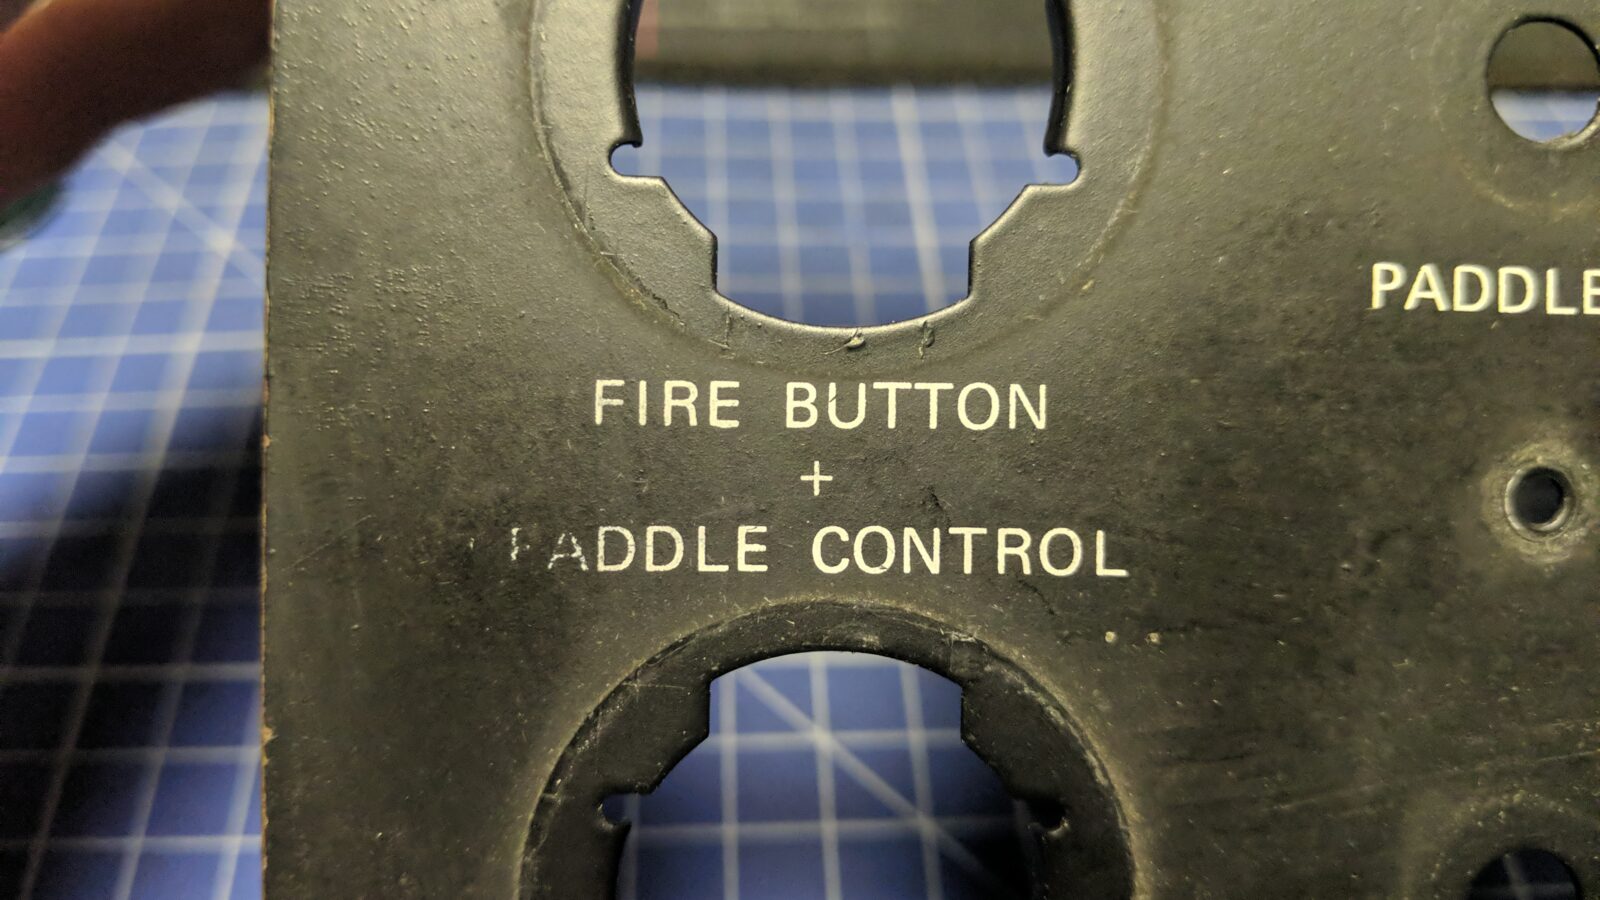 PADDLE
FIRE BUTTON
+
PADDLE CONTROL